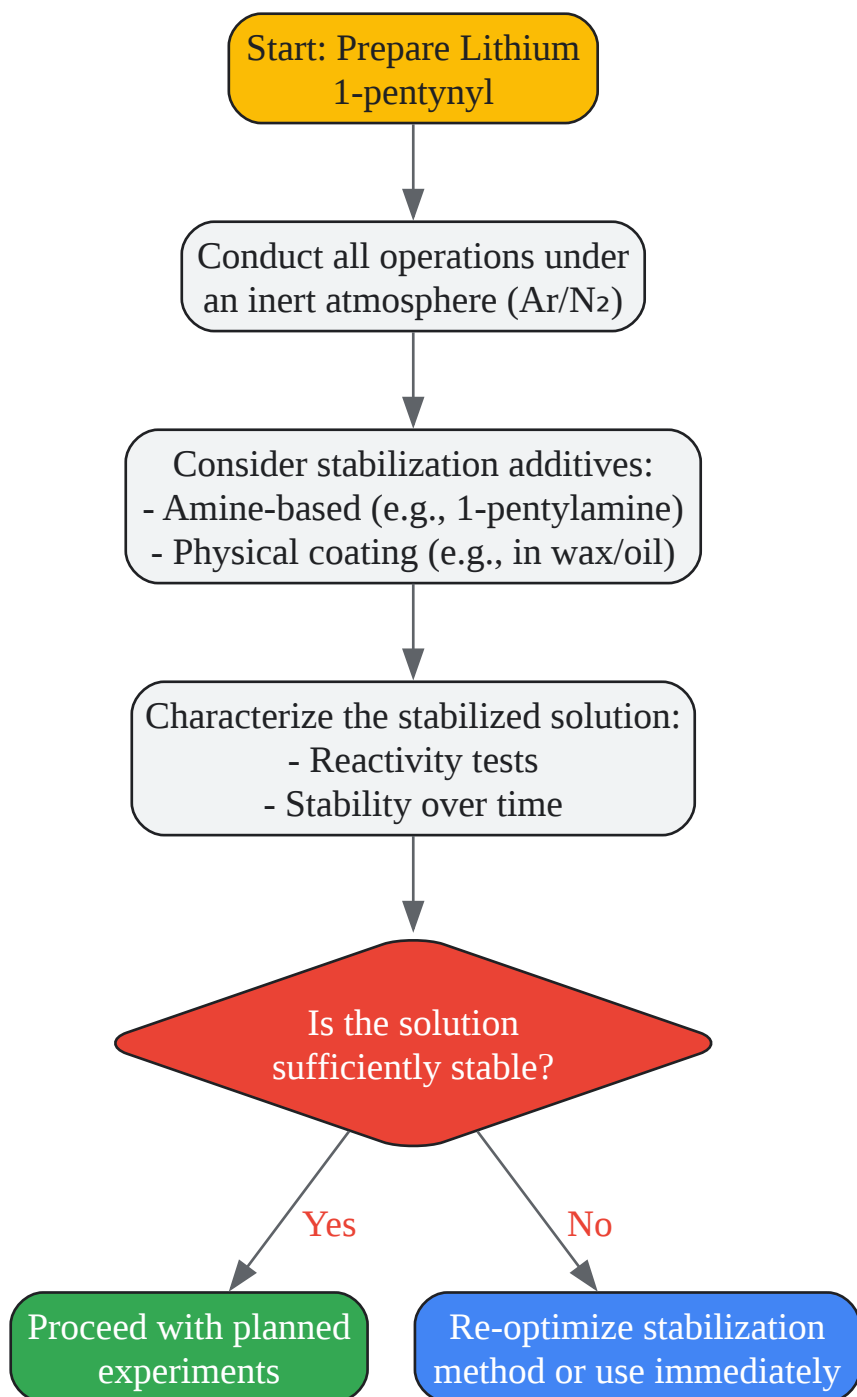 Start: Prepare Lithium
1-pentynyl
Conduct all operations under
an inert atmosphere (Ar/N₂)
Consider stabilization additives:
- Amine-based (e.g., 1-pentylamine)
- Physical coating (e.g., in wax/oil)
Characterize the stabilized solution:
- Reactivity tests
- Stability over time
Is the solution
sufficiently stable?
Yes
No
Proceed with planned
experiments
Re-optimize stabilization
method or use immediately